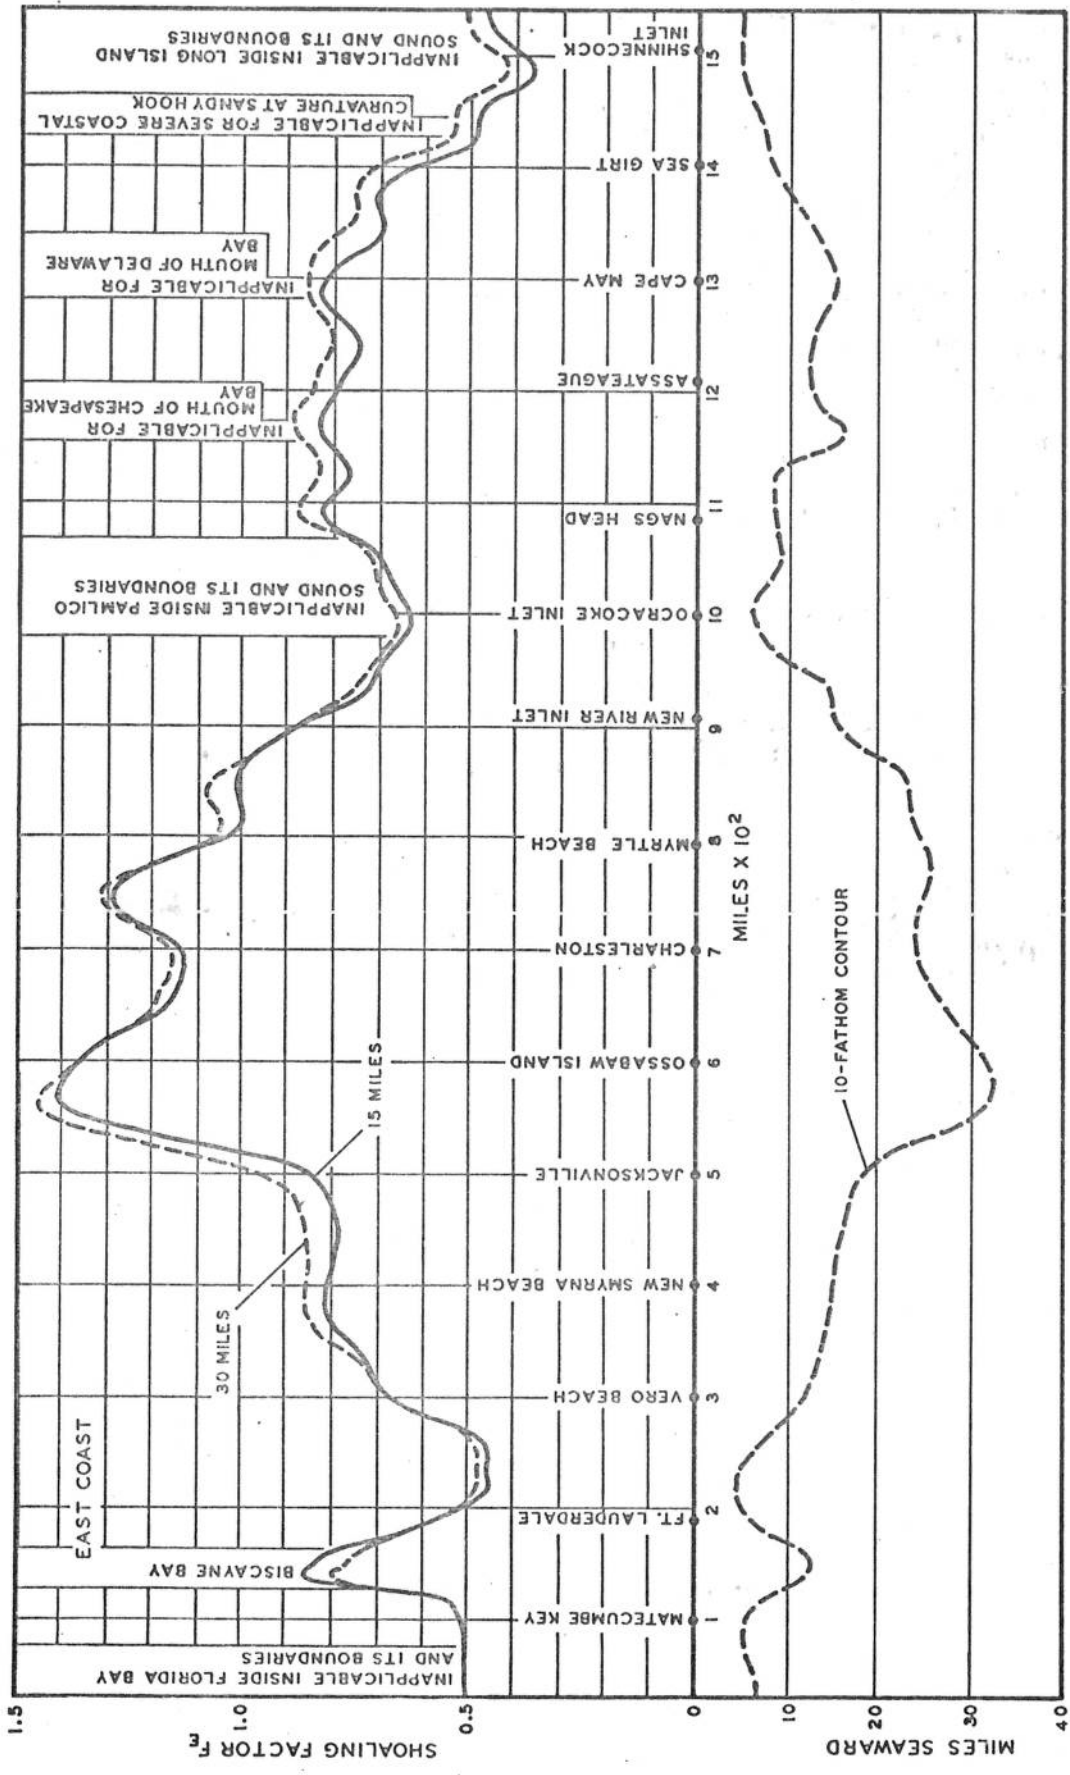 EAST COAST
SHOALING FACTOR F_E
1.5
1.0
0.5
0
10
20
30
40
MILES SEAWARD
INAPPLICABLE INSIDE FLORIDA BAY
AND ITS BOUNDARIES
BISCAYNE BAY
30 MILES
15 MILES
INAPPLICABLE INSIDE PAMLICO
SOUND AND ITS BOUNDARIES
INAPPLICABLE FOR
MOUTH OF CHESAPEAKE
BAY
INAPPLICABLE FOR
MOUTH OF DELAWARE
BAY
INAPPLICABLE FOR SEVERE COASTAL
CURVATURE AT SANDY HOOK
INAPPLICABLE INSIDE LONG ISLAND
SOUND AND ITS BOUNDARIES
MATECUMBE KEY
FT. LAUDERDALE
VERO BEACH
NEW SMYRNA BEACH
JACKSONVILLE
OSSABAW ISLAND
CHARLESTON
MYRTLE BEACH
NEW RIVER INLET
OCRACOKE INLET
NAGS HEAD
ASSATEAGUE
CAPE MAY
SEA GIRT
SHINNECOCK
INLET
1
2
3
4
5
6
7
8
9
10
11
12
13
14
15
MILES X 10²
10-FATHOM CONTOUR